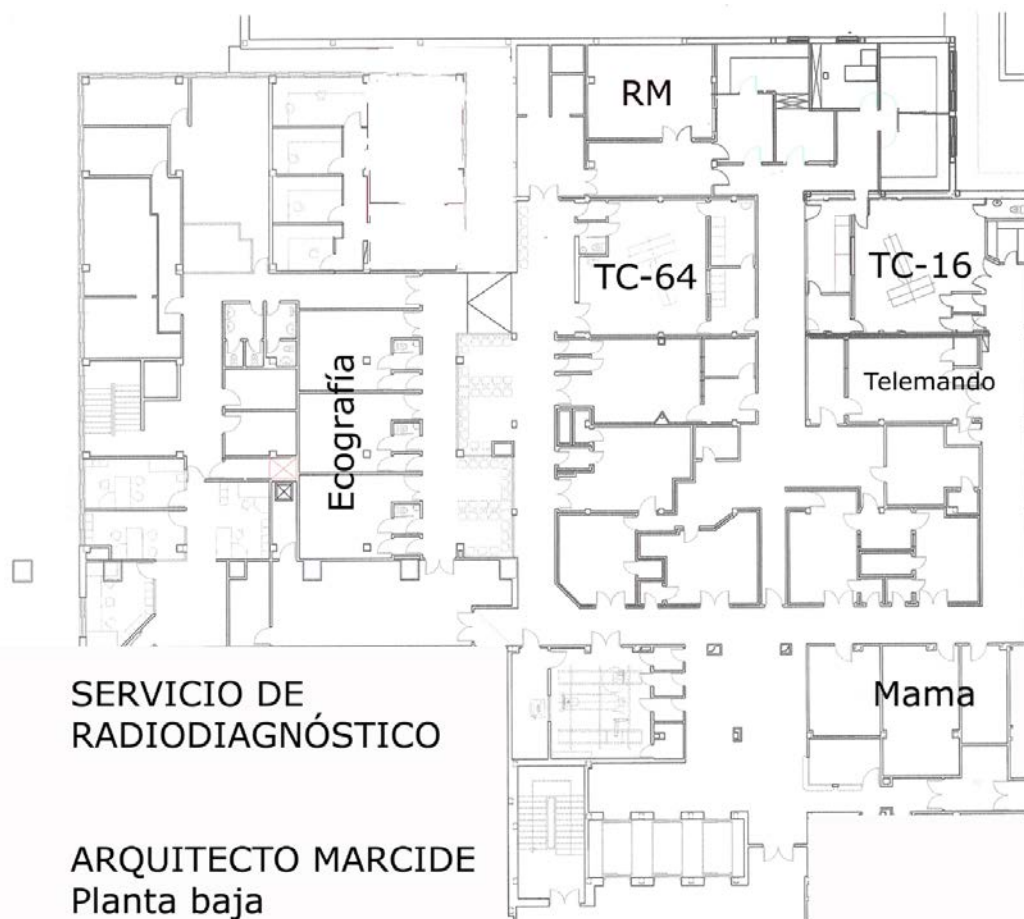 RM
TC-64
TC-16
Telemando
Ecografía
Mama
SERVICIO DE
RADIODIAGNÓSTICO
ARQUITECTO MARCIDE
Planta baja